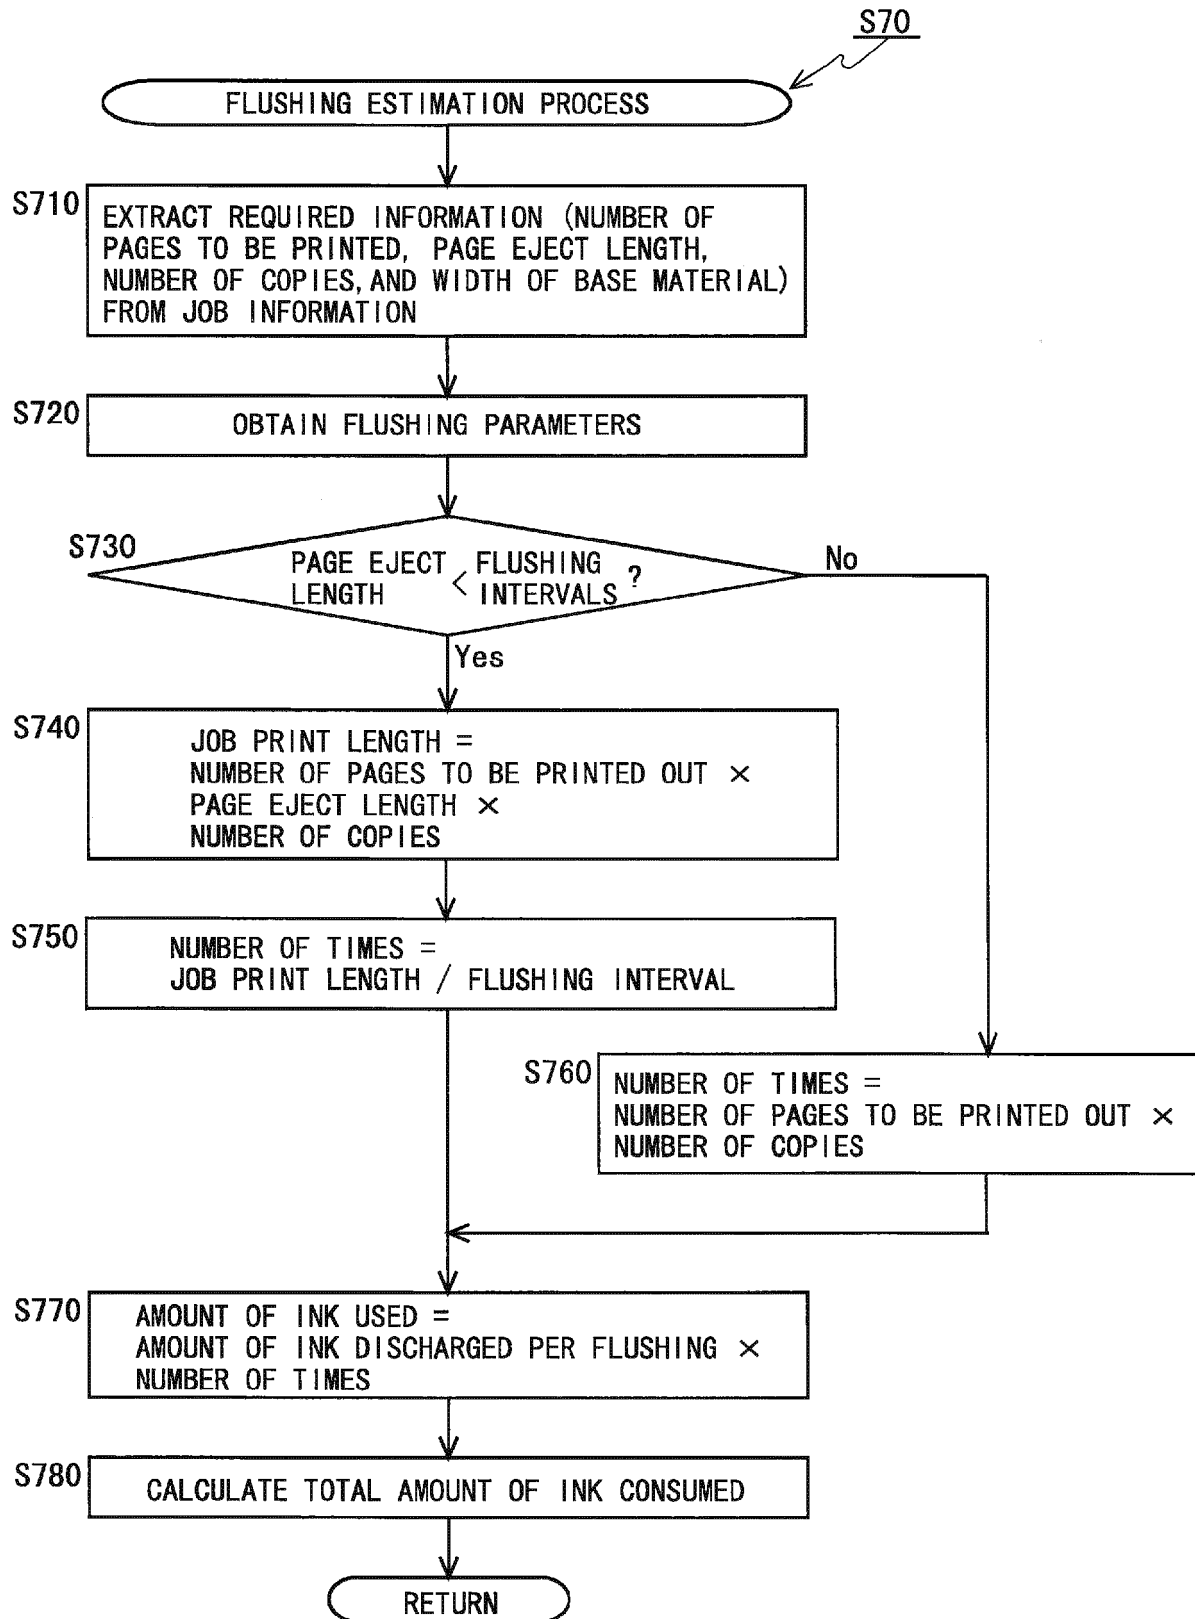 S70
FLUSHING ESTIMATION PROCESS
S710
EXTRACT REQUIRED INFORMATION (NUMBER OF
PAGES TO BE PRINTED, PAGE EJECT LENGTH,
NUMBER OF COPIES, AND WIDTH OF BASE MATERIAL)
FROM JOB INFORMATION
S720
OBTAIN FLUSHING PARAMETERS
S730
PAGE EJECT LENGTH < FLUSHING INTERVALS ?
No
Yes
S740
JOB PRINT LENGTH =
NUMBER OF PAGES TO BE PRINTED OUT ×
PAGE EJECT LENGTH ×
NUMBER OF COPIES
S750
NUMBER OF TIMES =
JOB PRINT LENGTH / FLUSHING INTERVAL
S760
NUMBER OF TIMES =
NUMBER OF PAGES TO BE PRINTED OUT ×
NUMBER OF COPIES
S770
AMOUNT OF INK USED =
AMOUNT OF INK DISCHARGED PER FLUSHING ×
NUMBER OF TIMES
S780
CALCULATE TOTAL AMOUNT OF INK CONSUMED
RETURN